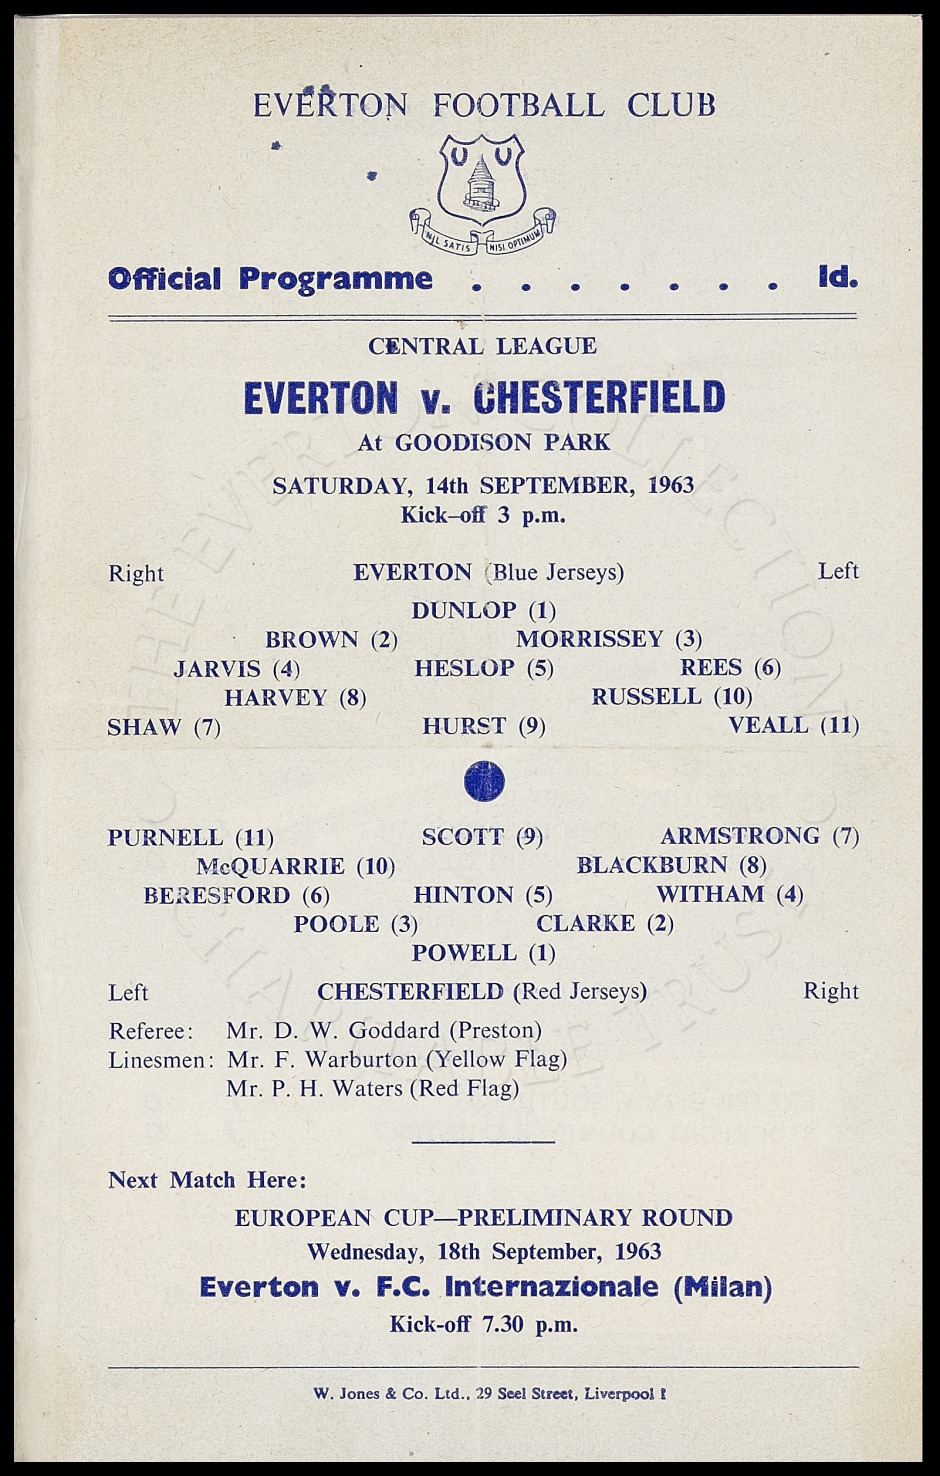 EVERTON FOOTBALL CLUB
NIL SATIS NISI OPTIMUM
Official Programme . . . . . . . 1d.
CENTRAL LEAGUE
EVERTON v. CHESTERFIELD
At GOODISON PARK
SATURDAY, 14th SEPTEMBER, 1963
Kick-off 3 p.m.
Right EVERTON (Blue Jerseys) Left
DUNLOP (1)
BROWN (2) MORRISSEY (3)
JARVIS (4) HESLOP (5) REES (6)
HARVEY (8) RUSSELL (10)
SHAW (7) HURST (9) VEALL (11)
PURNELL (11) SCOTT (9) ARMSTRONG (7)
McQUARRIE (10) BLACKBURN (8)
BERESFORD (6) HINTON (5) WITHAM (4)
POOLE (3) CLARKE (2)
POWELL (1)
Left CHESTERFIELD (Red Jerseys) Right
Referee: Mr. D. W. Goddard (Preston)
Linesmen: Mr. F. Warburton (Yellow Flag)
Mr. P. H. Waters (Red Flag)
Next Match Here:
EUROPEAN CUP—PRELIMINARY ROUND
Wednesday, 18th September, 1963
Everton v. F.C. Internazionale (Milan)
Kick-off 7.30 p.m.
W. Jones & Co. Ltd., 29 Seel Street, Liverpool 1
THE EVERTON COLLECTION
CHARITABLE TRUST